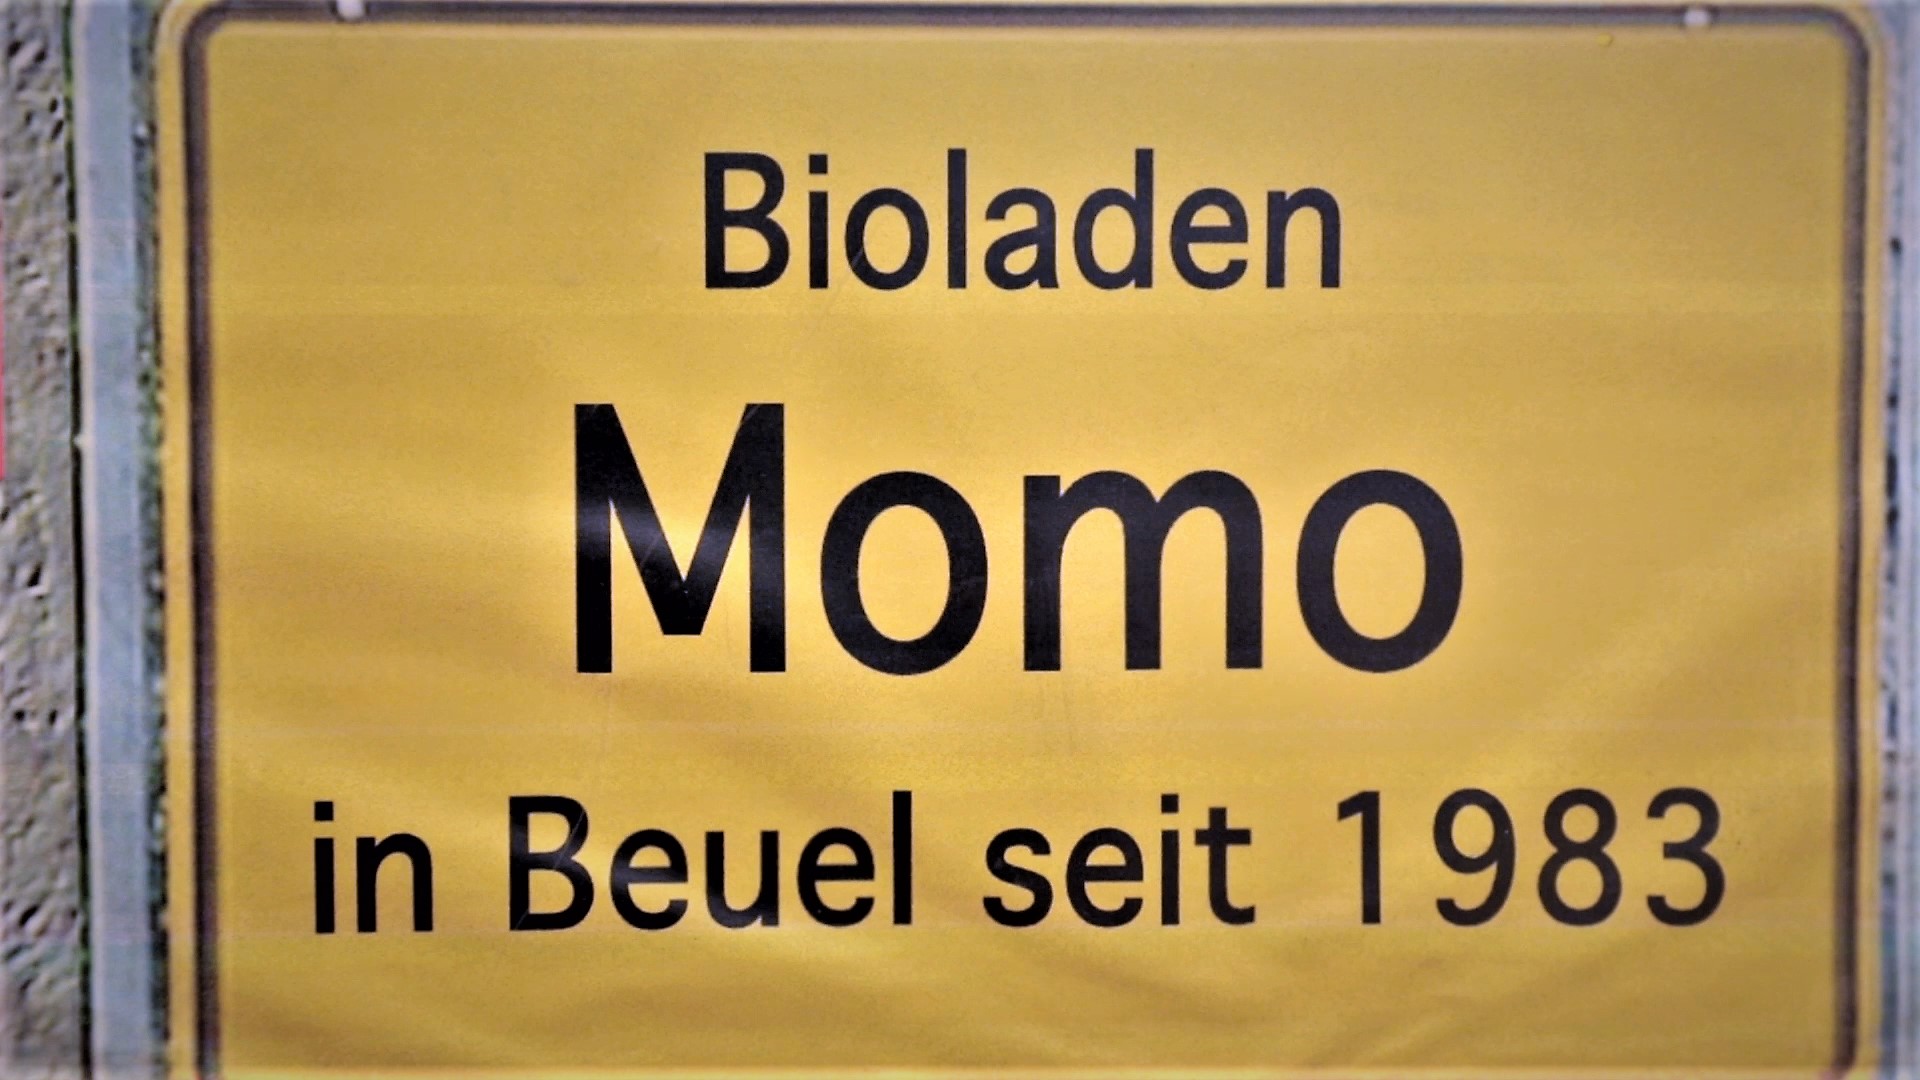 Bioladen
Momo
in Beuel seit 1983